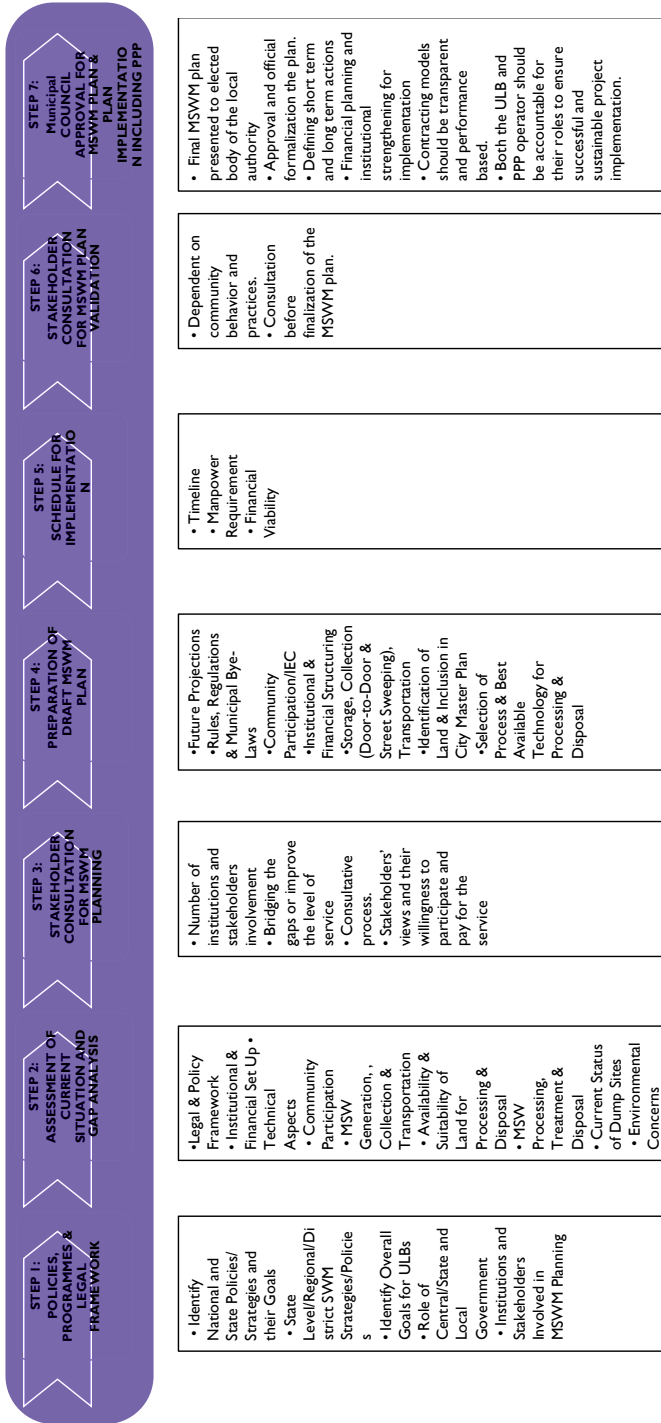 STEP 1:
POLICIES,
PROGRAMMES &
LEGAL
FRAMEWORK
• Identify
National and
State Policies/
Strategies and
their Goals
• State
Level/Regional/Di
strict SWM
Strategies/Policie
s
• Identify Overall
Goals for ULBs
• Role of
Central/State and
Local
Government
• Institutions and
Stakeholders
Involved in
MSWM Planning
STEP 2:
ASSESSMENT OF
CURRENT
SITUATION AND
GAP ANALYSIS
•Legal & Policy
Framework
• Institutional &
Financial Set Up •
Technical
Aspects
• Community
Participation
• MSW
Generation, ,
Collection &
Transportation
• Availability &
Suitability of
Land for
Processing &
Disposal
• MSW
Processing,
Treatment &
Disposal
• Current Status
of Dump Sites
• Environmental
Concerns
STEP 3:
STAKEHOLDER
CONSULTATION
FOR MSWM
PLANNING
• Number of
institutions and
stakeholders
involvement
• Bridging the
gaps or improve
the level of
service
• Consultative
process.
• Stakeholders’
views and their
willingness to
participate and
pay for the
service
STEP 4:
PREPARATION OF
DRAFT MSWM
PLAN
•Future Projections
•Rules, Regulations
& Municipal Bye-
Laws
•Community
Participation/IEC
•Institutional &
Financial Structuring
•Storage, Collection
(Door-to-Door &
Street Sweeping),
Transportation
•Identification of
Land & Inclusion in
City Master Plan
•Selection of
Process & Best
Available
Technology for
Processing &
Disposal
STEP 5:
SCHEDULE FOR
IMPLEMENTATIO
N
• Timeline
• Manpower
Requirement
• Financial
Viability
STEP 6:
STAKEHOLDER
CONSULTATION
FOR MSWM PLAN
VALIDATION
• Dependent on
community
behavior and
practices.
• Consultation
before
finalization of the
MSWM plan.
STEP 7:
Municipal
COUNCIL
APPROVAL FOR
MSWM PLAN &
PLAN
IMPLEMENTATIO
N INCLUDING PPP
• Final MSWM plan
presented to elected
body of the local
authority
• Approval and official
formalization the plan.
• Defining short term
and long term actions
• Financial planning and
institutional
strengthening for
implementation
• Contracting models
should be transparent
and performance
based.
• Both the ULB and
PPP operator should
be accountable for
their roles to ensure
successful and
sustainable project
implementation.